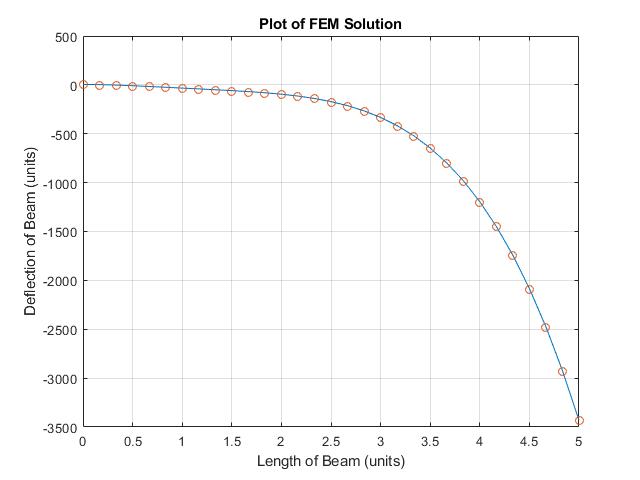 Plot of FEM Solution
500
0
-500
-1000
-1500
-2000
-2500
-3000
-3500
Deflection of Beam (units)
0 0.5 1 1.5 2 2.5 3 3.5 4 4.5 5
Length of Beam (units)